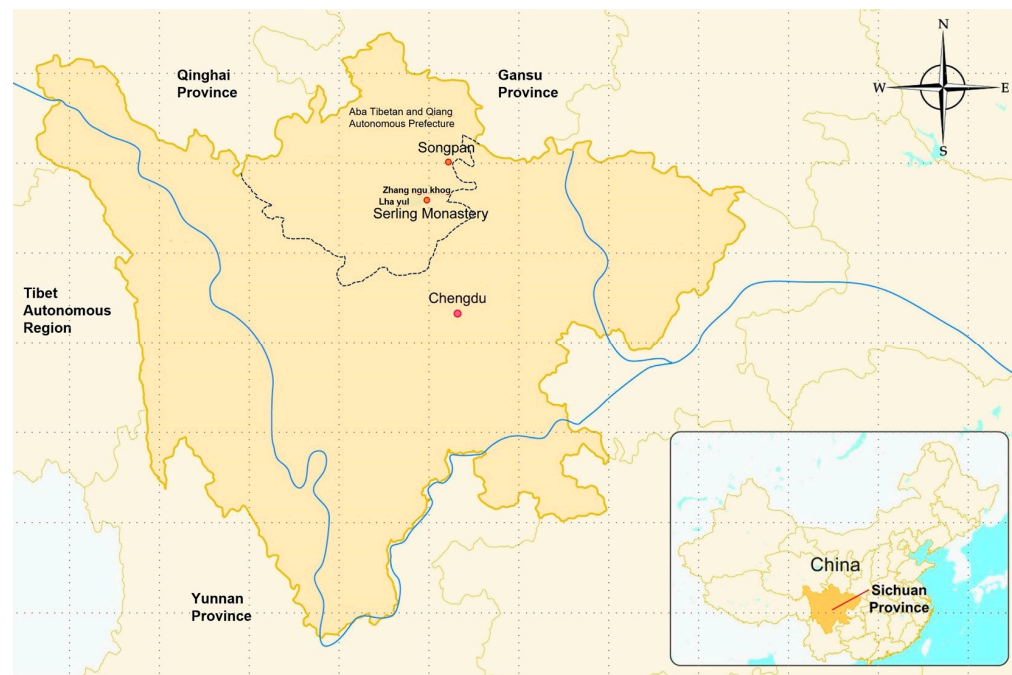 N
W
E
S
Qinghai
Province
Gansu
Province
Aba Tibetan and Qiang
Autonomous Prefecture
Songpan
Zhang ngu khog
Lha yul
Serling Monastery
Tibet
Autonomous
Region
Chengdu
Yunnan
Province
China
Sichuan
Province